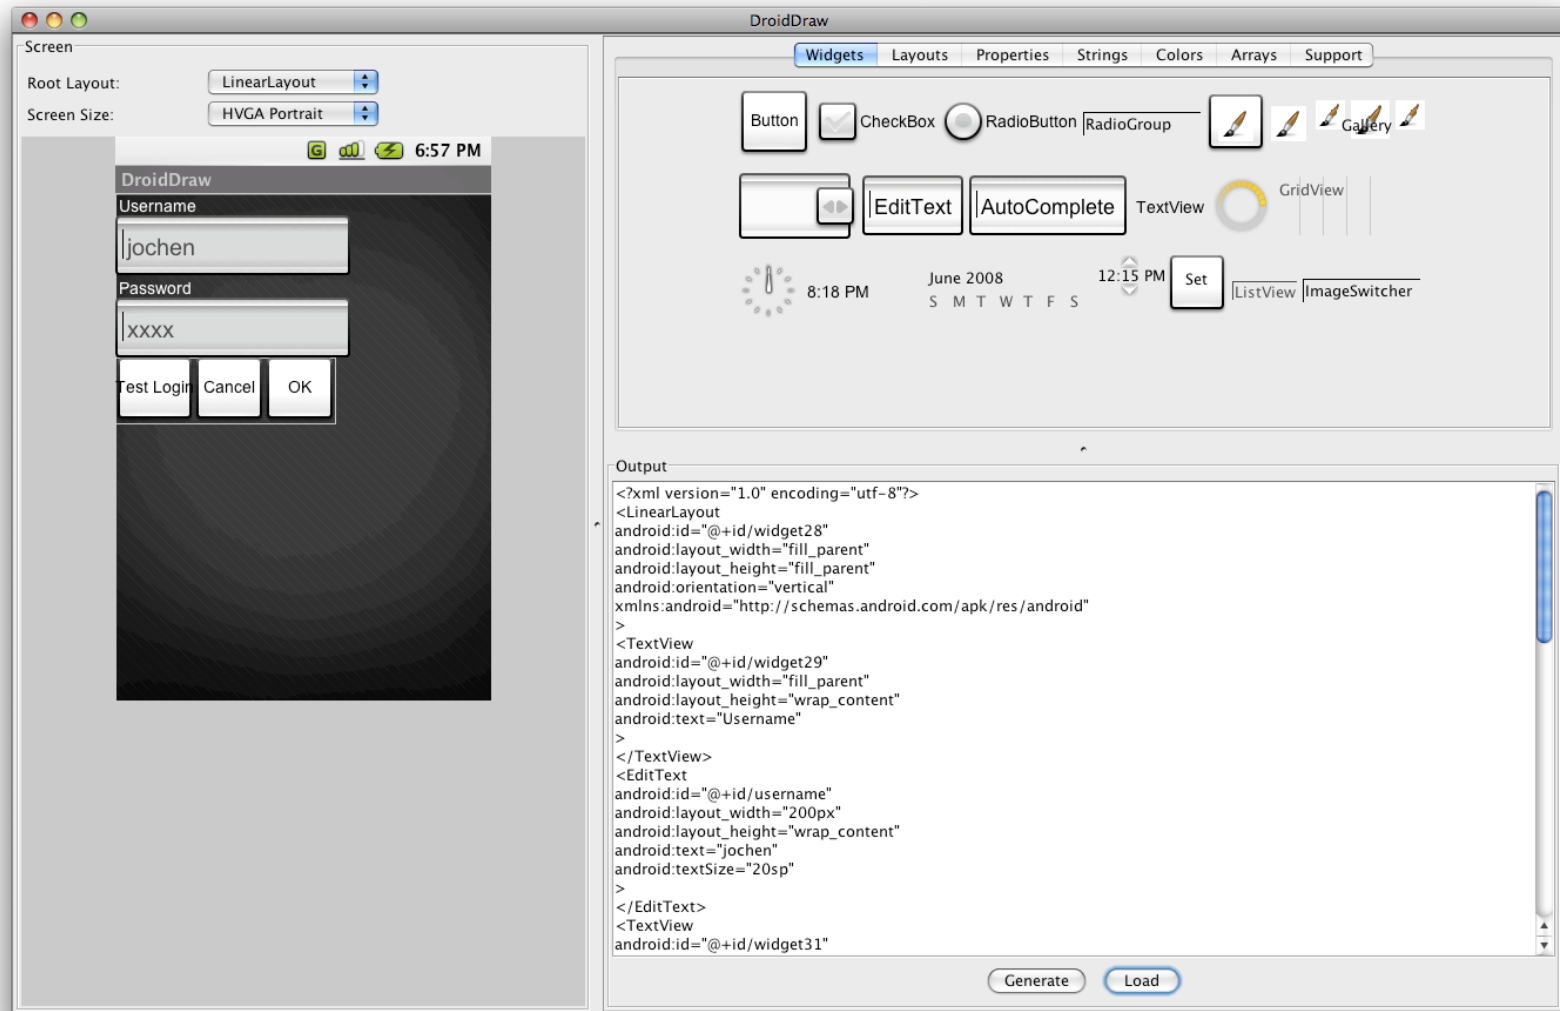 DroidDraw
Screen
Root Layout: LinearLayout
Screen Size: HVGA Portrait
G 6:57 PM
DroidDraw
Username
jochen
Password
xxxx
Test Login Cancel OK
Widgets Layouts Properties Strings Colors Arrays Support
Button CheckBox RadioButton RadioGroup Gallery
EditText AutoComplete TextView GridView
8:18 PM June 2008 12:15 PM Set ListView ImageSwitcher
S M T W T F S
Output
<?xml version="1.0" encoding="utf-8"?>
<LinearLayout
android:id="@+id/widget28"
android:layout_width="fill_parent"
android:layout_height="fill_parent"
android:orientation="vertical"
xmlns:android="http://schemas.android.com/apk/res/android"
>
<TextView
android:id="@+id/widget29"
android:layout_width="fill_parent"
android:layout_height="wrap_content"
android:text="Username"
>
</TextView>
<EditText
android:id="@+id/username"
android:layout_width="200px"
android:layout_height="wrap_content"
android:text="jochen"
android:textSize="20sp"
>
</EditText>
<TextView
android:id="@+id/widget31"
Generate Load